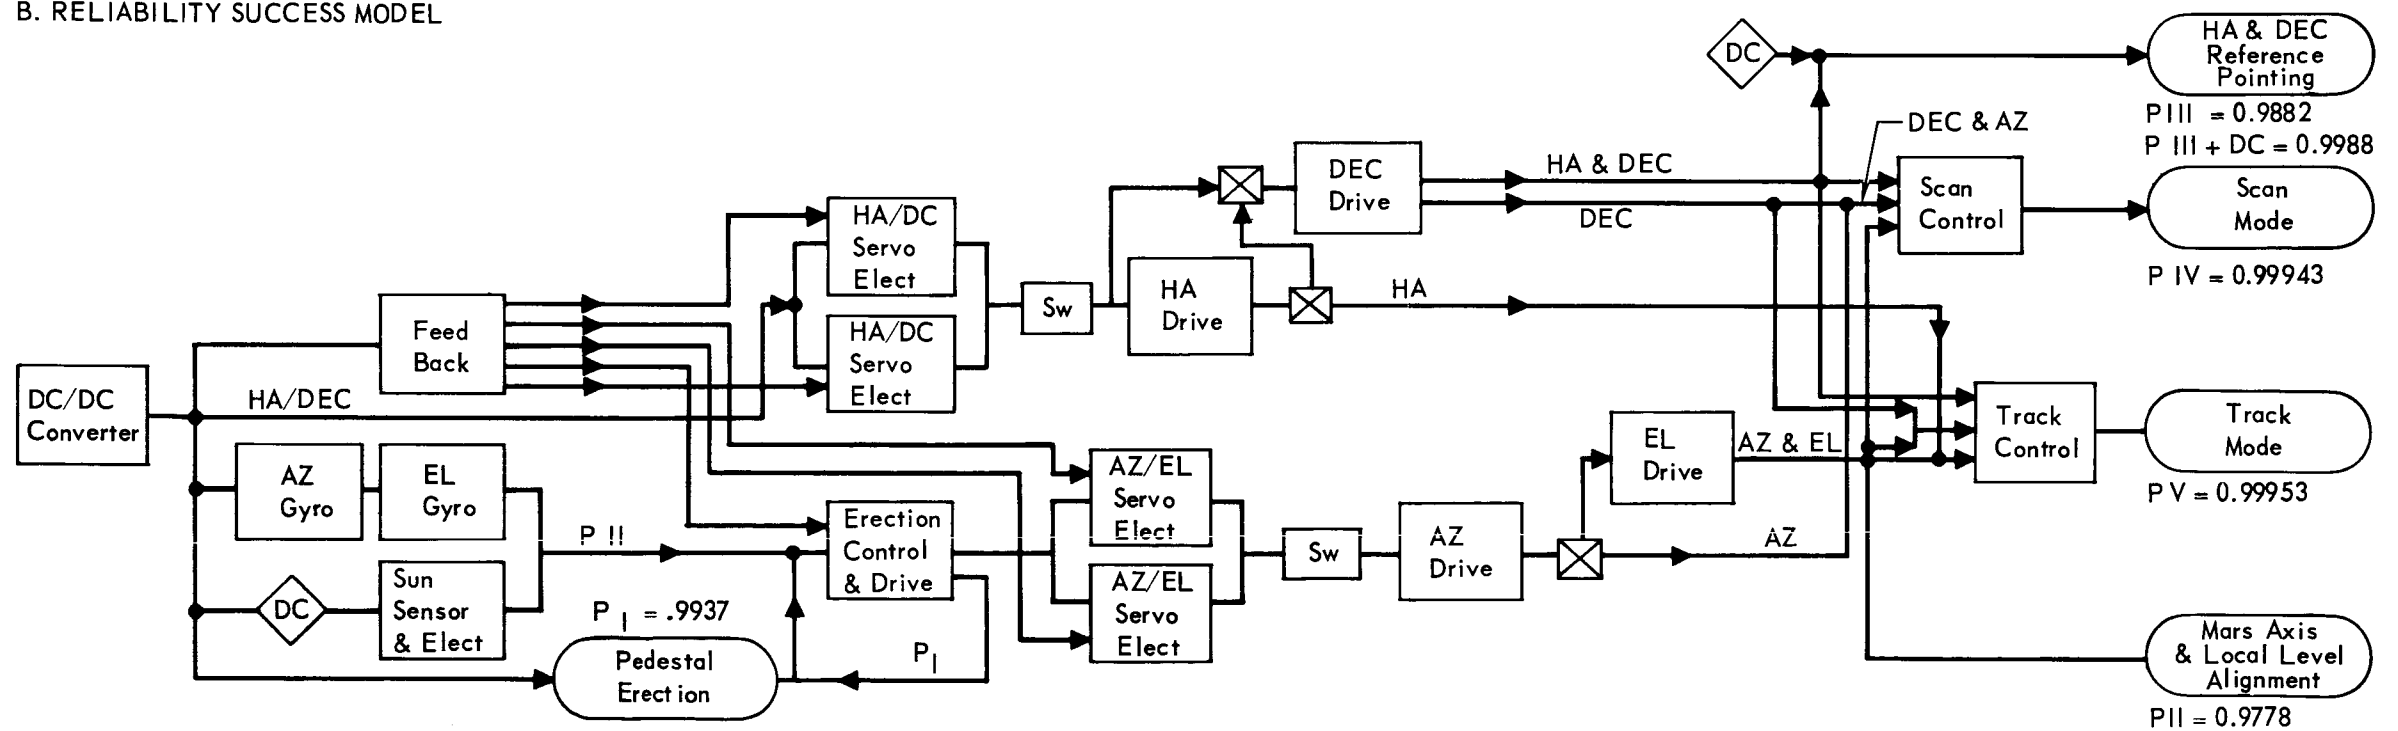 B. RELIABILITY SUCCESS MODEL
DC
HA & DEC
Reference
Pointing
PIII = 0.9882
P III + DC = 0.9988
DEC & AZ
DEC
Drive
HA & DEC
DEC
Scan
Control
Scan
Mode
P IV = 0.99943
HA/DC
Servo
Elect
HA/DC
Servo
Elect
Sw
HA
Drive
HA
Feed
Back
DC/DC
Converter
HA/DEC
AZ
Gyro
EL
Gyro
P II
DC
Sun
Sensor
& Elect
P I = .9937
Pedestal
Erection
Erection
Control
& Drive
PI
AZ/EL
Servo
Elect
AZ/EL
Servo
Elect
Sw
AZ
Drive
EL
Drive
AZ & EL
AZ
Track
Control
Track
Mode
P V = 0.99953
Mars Axis
& Local Level
Alignment
PII = 0.9778